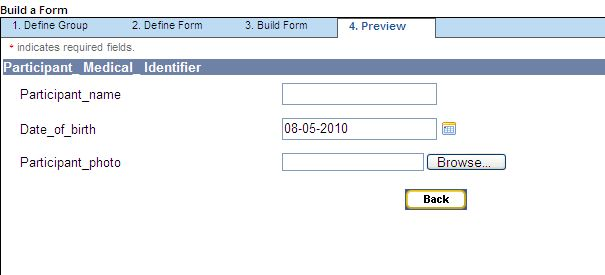 Build a Form
1. Define Group 2. Define Form 3. Build Form 4. Preview
* indicates required fields.
Participant_ Medical_ Identifier
Participant_name
Date_of_birth 08-05-2010
Participant_photo Browse...
Back